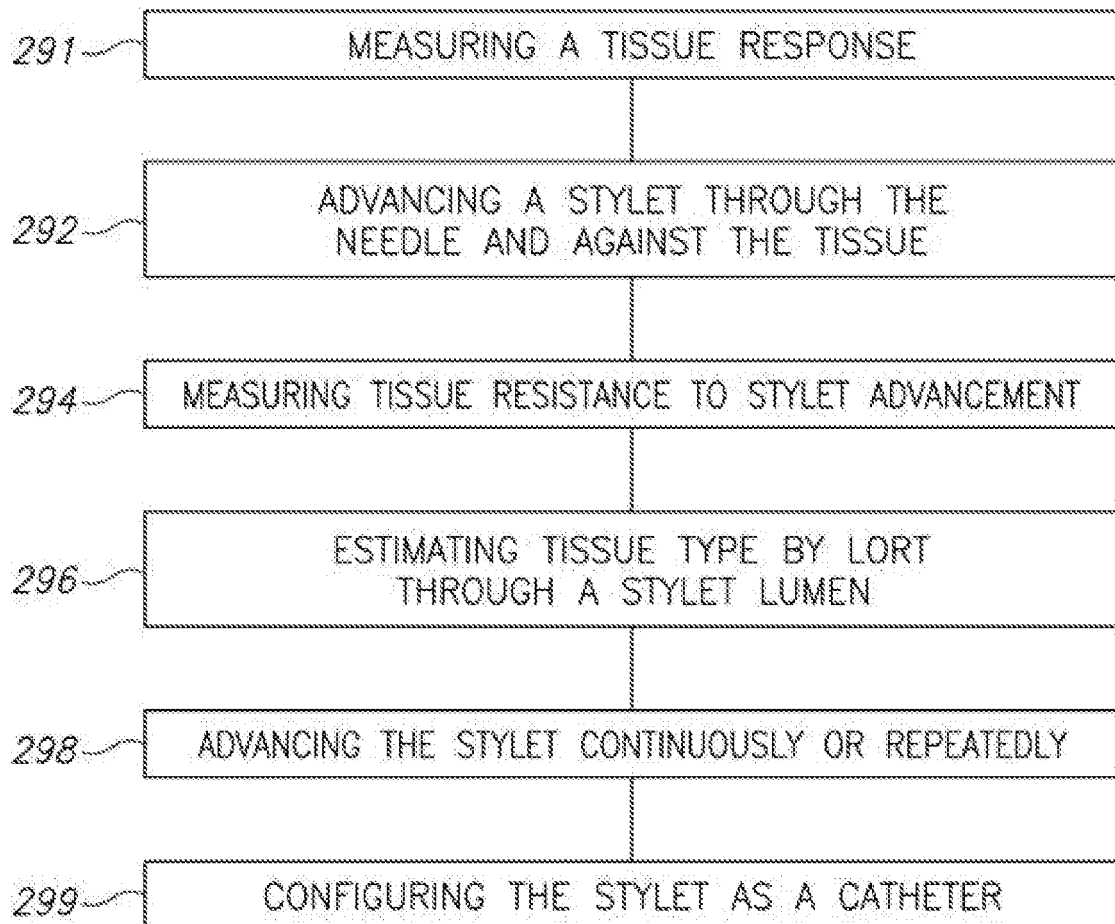 291 MEASURING A TISSUE RESPONSE
292 ADVANCING A STYLET THROUGH THE
NEEDLE AND AGAINST THE TISSUE
294 MEASURING TISSUE RESISTANCE TO STYLET ADVANCEMENT
296 ESTIMATING TISSUE TYPE BY LORT
THROUGH A STYLET LUMEN
298 ADVANCING THE STYLET CONTINUOUSLY OR REPEATEDLY
299 CONFIGURING THE STYLET AS A CATHETER